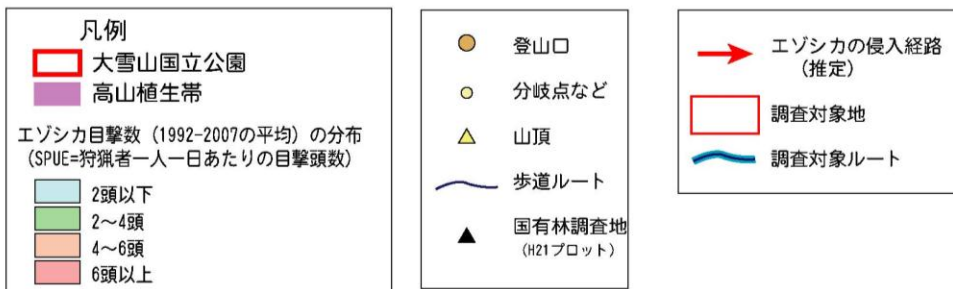 凡例
大雪山国立公園
高山植生帯
エゾシカ目撃数（1992-2007の平均）の分布
（SPUE=狩猟者一人一日あたりの目撃頭数）
2頭以下
2～4頭
4～6頭
6頭以上
登山口
分岐点など
山頂
歩道ルート
国有林調査地
（H21プロット）
エゾシカの侵入経路
（推定）
調査対象地
調査対象ルート